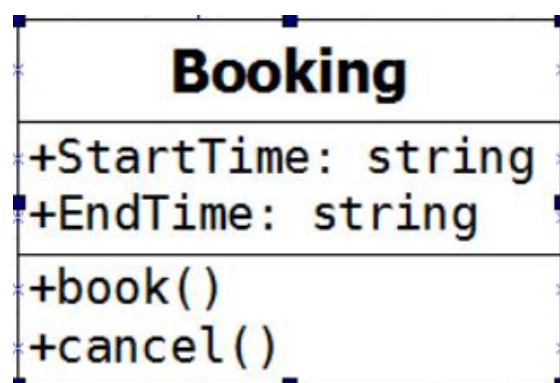 Booking
+StartTime: string
+EndTime: string
+book()
+cancel()